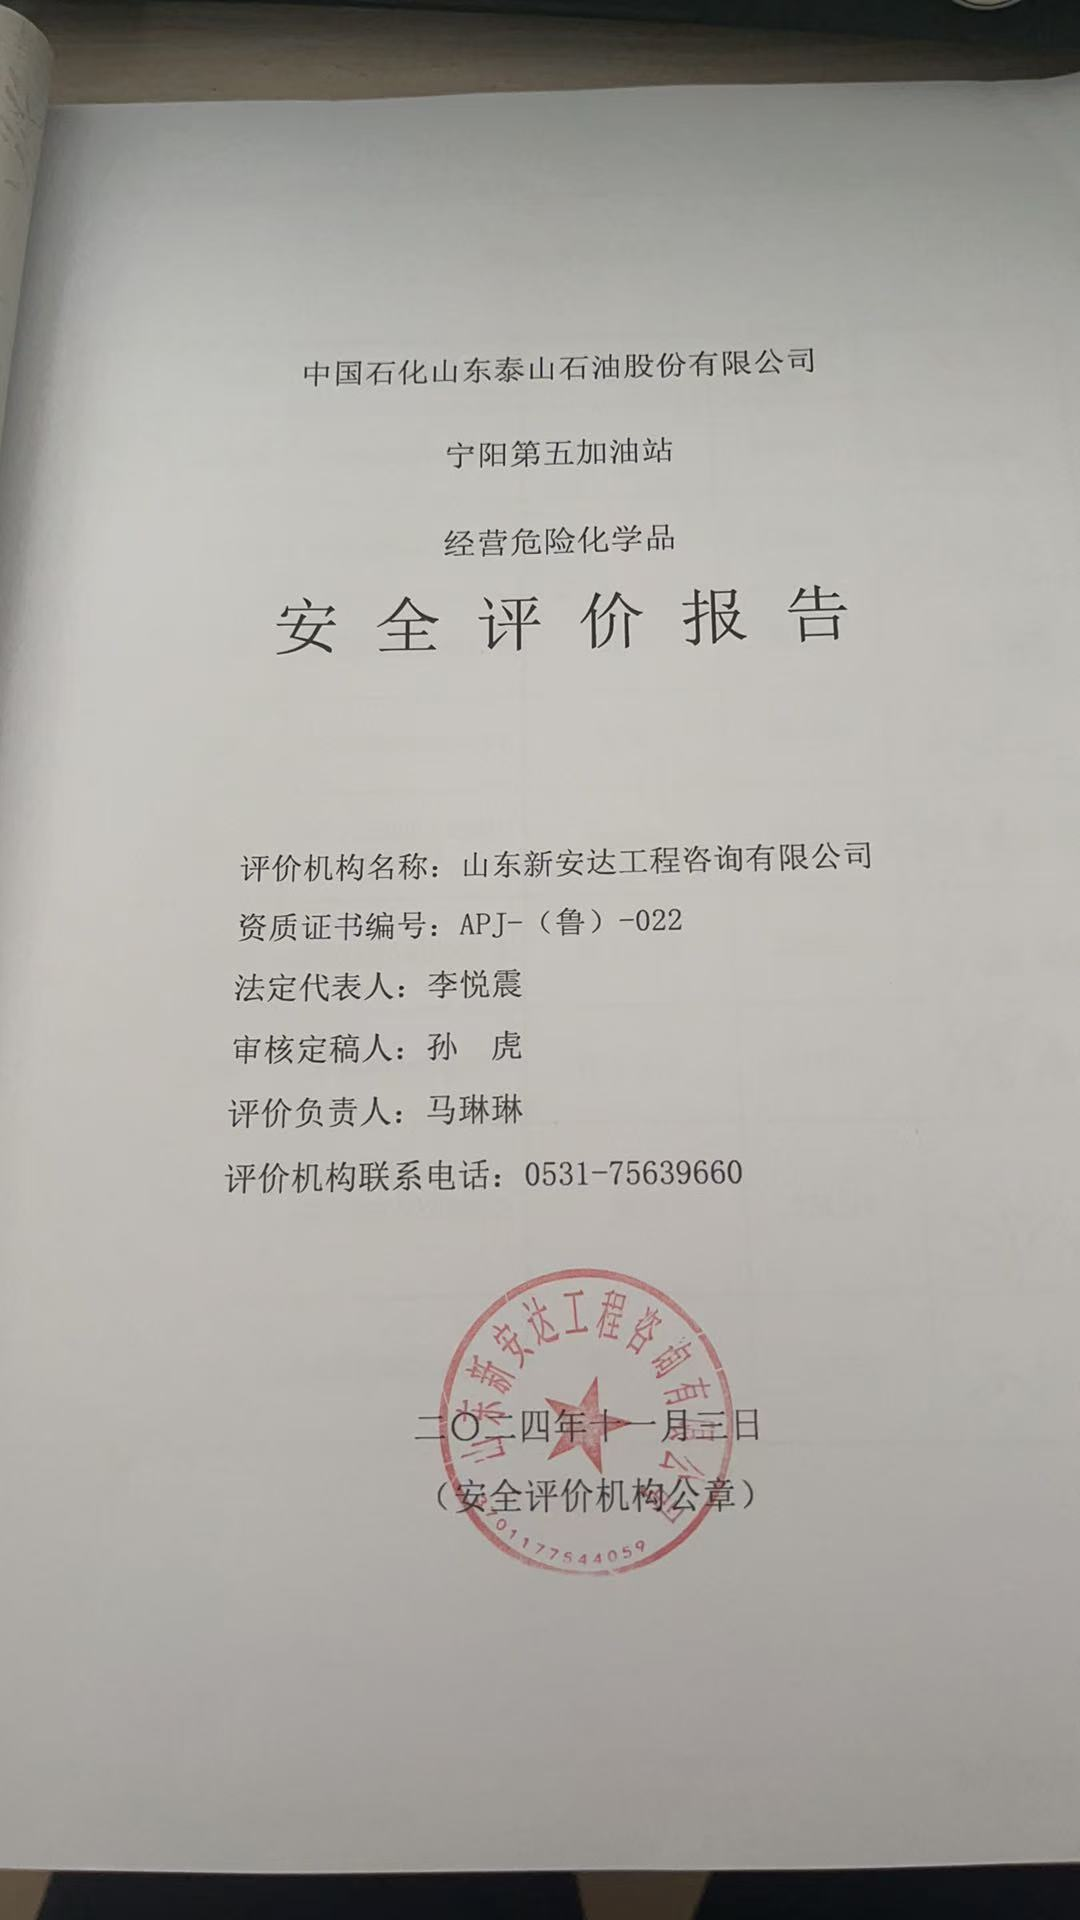 中国石化山东泰山石油股份有限公司
宁阳第五加油站
经营危险化学品
安全评价报告
评价机构名称：山东新安达工程咨询有限公司
资质证书编号：APJ-（鲁）-022
法定代表人：李悦震
审核定稿人：孙　虎
评价负责人：马琳琳
评价机构联系电话：0531-75639660
山东新安达工程咨询有限公司
二〇二四年十一月三日
（安全评价机构公章）
3701177544059